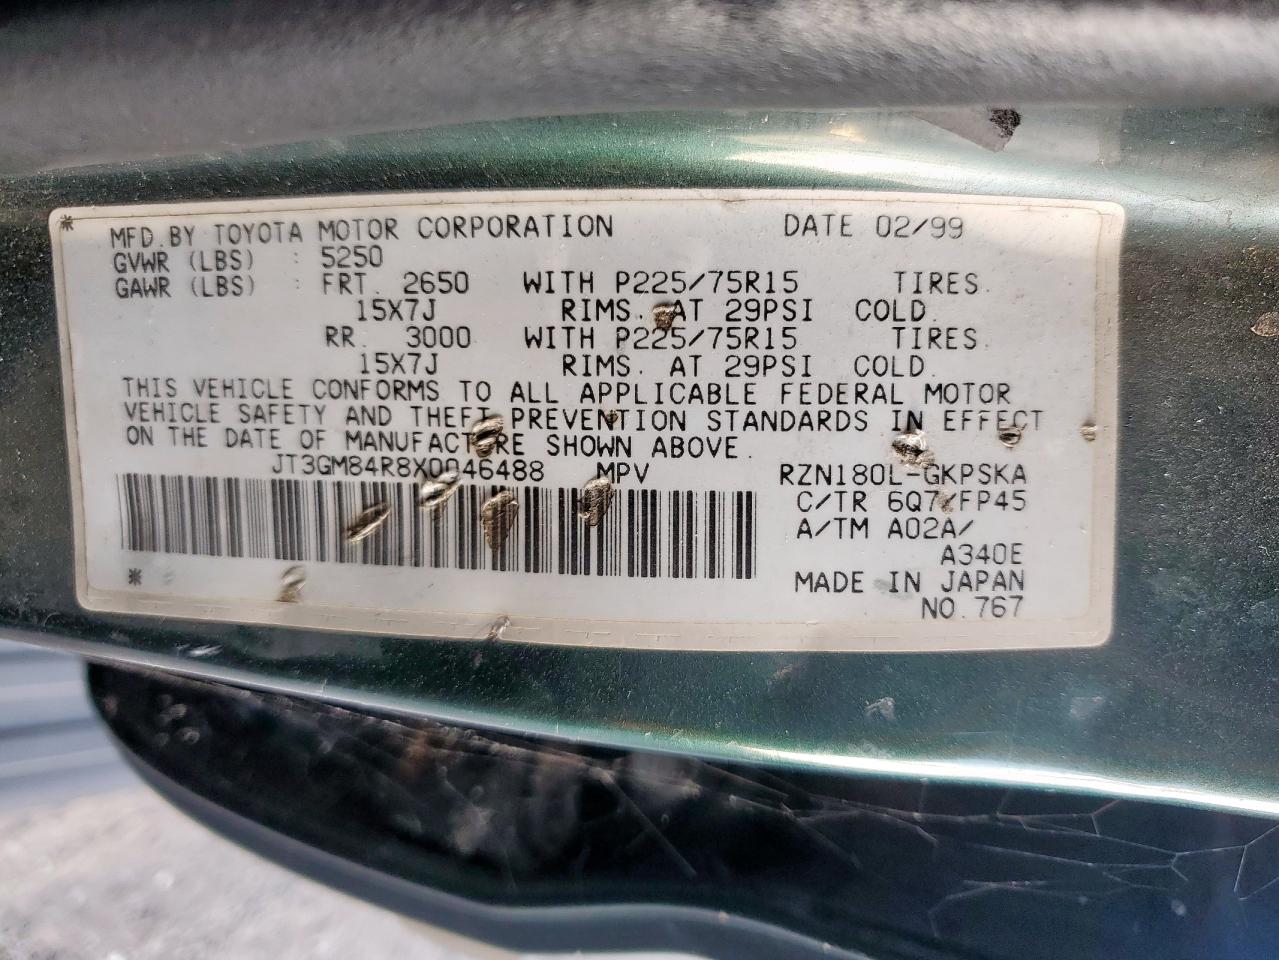 MFD. BY TOYOTA MOTOR CORPORATION DATE 02/99
GVWR (LBS) : 5250
GAWR (LBS) : FRT. 2650 WITH P225/75R15 TIRES.
15X7J RIMS. AT 29PSI COLD.
RR. 3000 WITH P225/75R15 TIRES.
15X7J RIMS. AT 29PSI COLD.
THIS VEHICLE CONFORMS TO ALL APPLICABLE FEDERAL MOTOR
VEHICLE SAFETY AND THEFT PREVENTION STANDARDS IN EFFECT
ON THE DATE OF MANUFACTURE SHOWN ABOVE.
JT3GM84R8X0046488 MPV RZN180L-GKPSKA
C/TR 6Q7/FP45
A/TM A02A/
A340E
MADE IN JAPAN
NO. 767